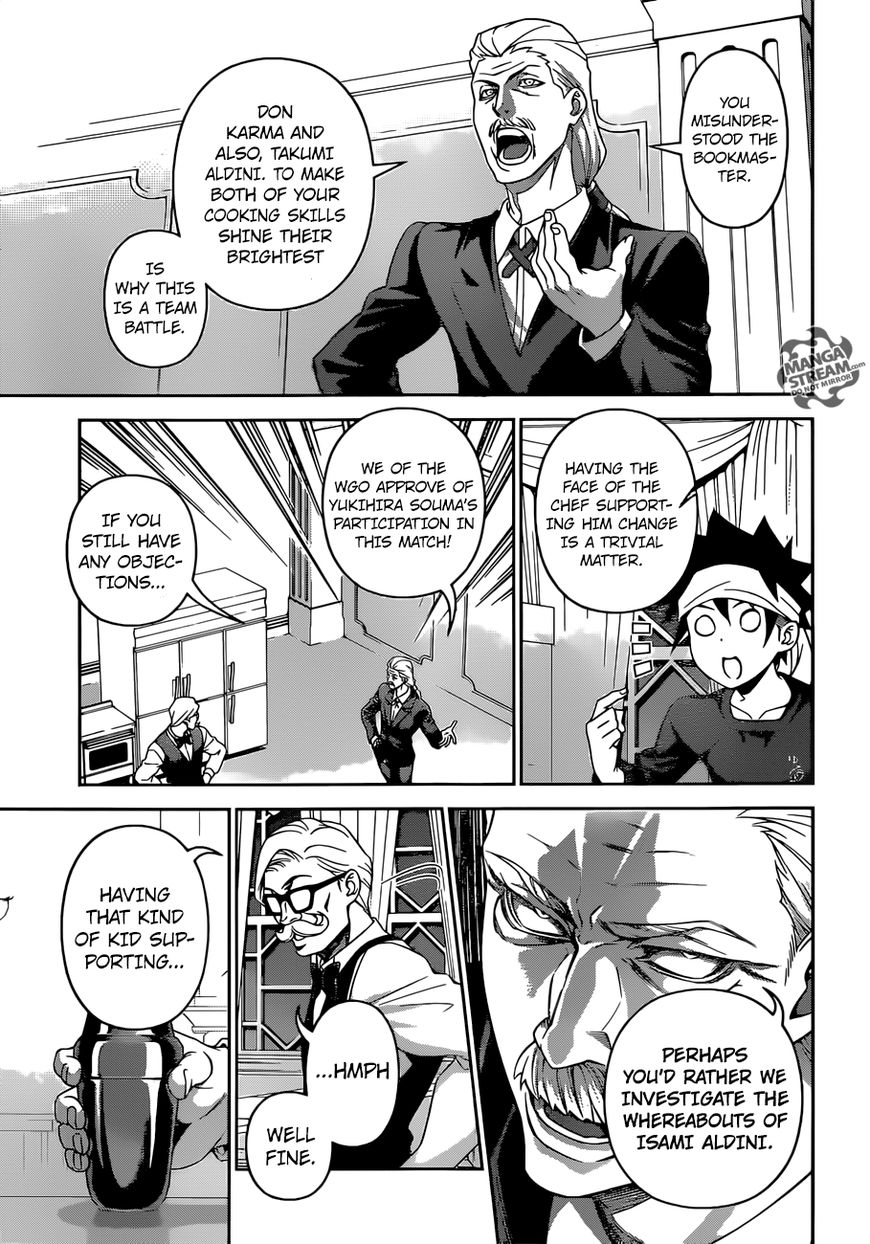 YOU
MISUNDER-
STOOD THE
BOOKMAS-
TER.
DON
KARMA AND
ALSO, TAKUMI
ALDINI. TO MAKE
BOTH OF YOUR
COOKING SKILLS
SHINE THEIR
BRIGHTEST
IS
WHY THIS
IS A TEAM
BATTLE.
MANGA
STREAM.com
DO NOT MIRROR
HAVING THE
FACE OF THE
CHEF SUPPORT-
ING HIM CHANGE
IS A TRIVIAL
MATTER.
WE OF THE
WGO APPROVE OF
YUKIHIRA SOUMA'S
PARTICIPATION IN
THIS MATCH!
IF YOU
STILL HAVE
ANY OBJEC-
TIONS...
PERHAPS
YOU'D RATHER WE
INVESTIGATE THE
WHEREABOUTS OF
ISAMI ALDINI.
...HMPH
WELL
FINE.
HAVING
THAT KIND
OF KID SUP-
PORTING...